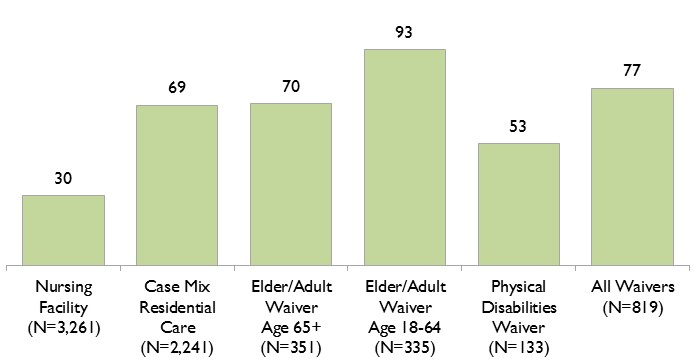 30
69
70
93
53
77
Nursing
Facility
(N=3,261)
Case Mix
Residential
Care
(N=2,241)
Elder/Adult
Waiver
Age 65+
(N=351)
Elder/Adult
Waiver
Age 18-64
(N=335)
Physical
Disabilities
Waiver
(N=133)
All Waivers
(N=819)